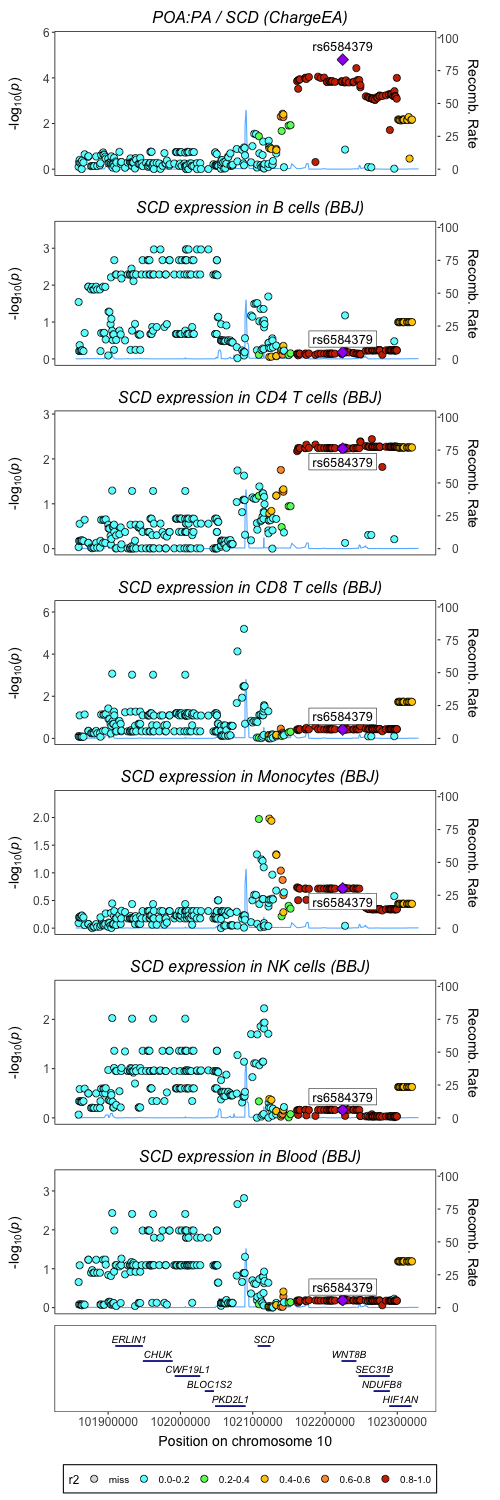 POA:PA / SCD (ChargeEA)
rs6584379
6
4
2
0
100
75
50
25
0
-log10(p)
Recomb. Rate
SCD expression in B cells (BBJ)
rs6584379
3
2
1
0
100
75
50
25
0
-log10(p)
Recomb. Rate
SCD expression in CD4 T cells (BBJ)
rs6584379
3
2
1
0
100
75
50
25
0
-log10(p)
Recomb. Rate
SCD expression in CD8 T cells (BBJ)
rs6584379
6
4
2
0
100
75
50
25
0
-log10(p)
Recomb. Rate
SCD expression in Monocytes (BBJ)
rs6584379
2.0
1.5
1.0
0.5
0.0
100
75
50
25
0
-log10(p)
Recomb. Rate
SCD expression in NK cells (BBJ)
rs6584379
2
1
0
100
75
50
25
0
-log10(p)
Recomb. Rate
SCD expression in Blood (BBJ)
rs6584379
3
2
1
0
100
75
50
25
0
-log10(p)
Recomb. Rate
ERLIN1 SCD
CHUK WNT8B
CWF19L1 SEC31B
BLOC1S2 NDUFB8
PKD2L1 HIF1AN
101900000 102000000 102100000 102200000 102300000
Position on chromosome 10
r2 miss 0.0-0.2 0.2-0.4 0.4-0.6 0.6-0.8 0.8-1.0